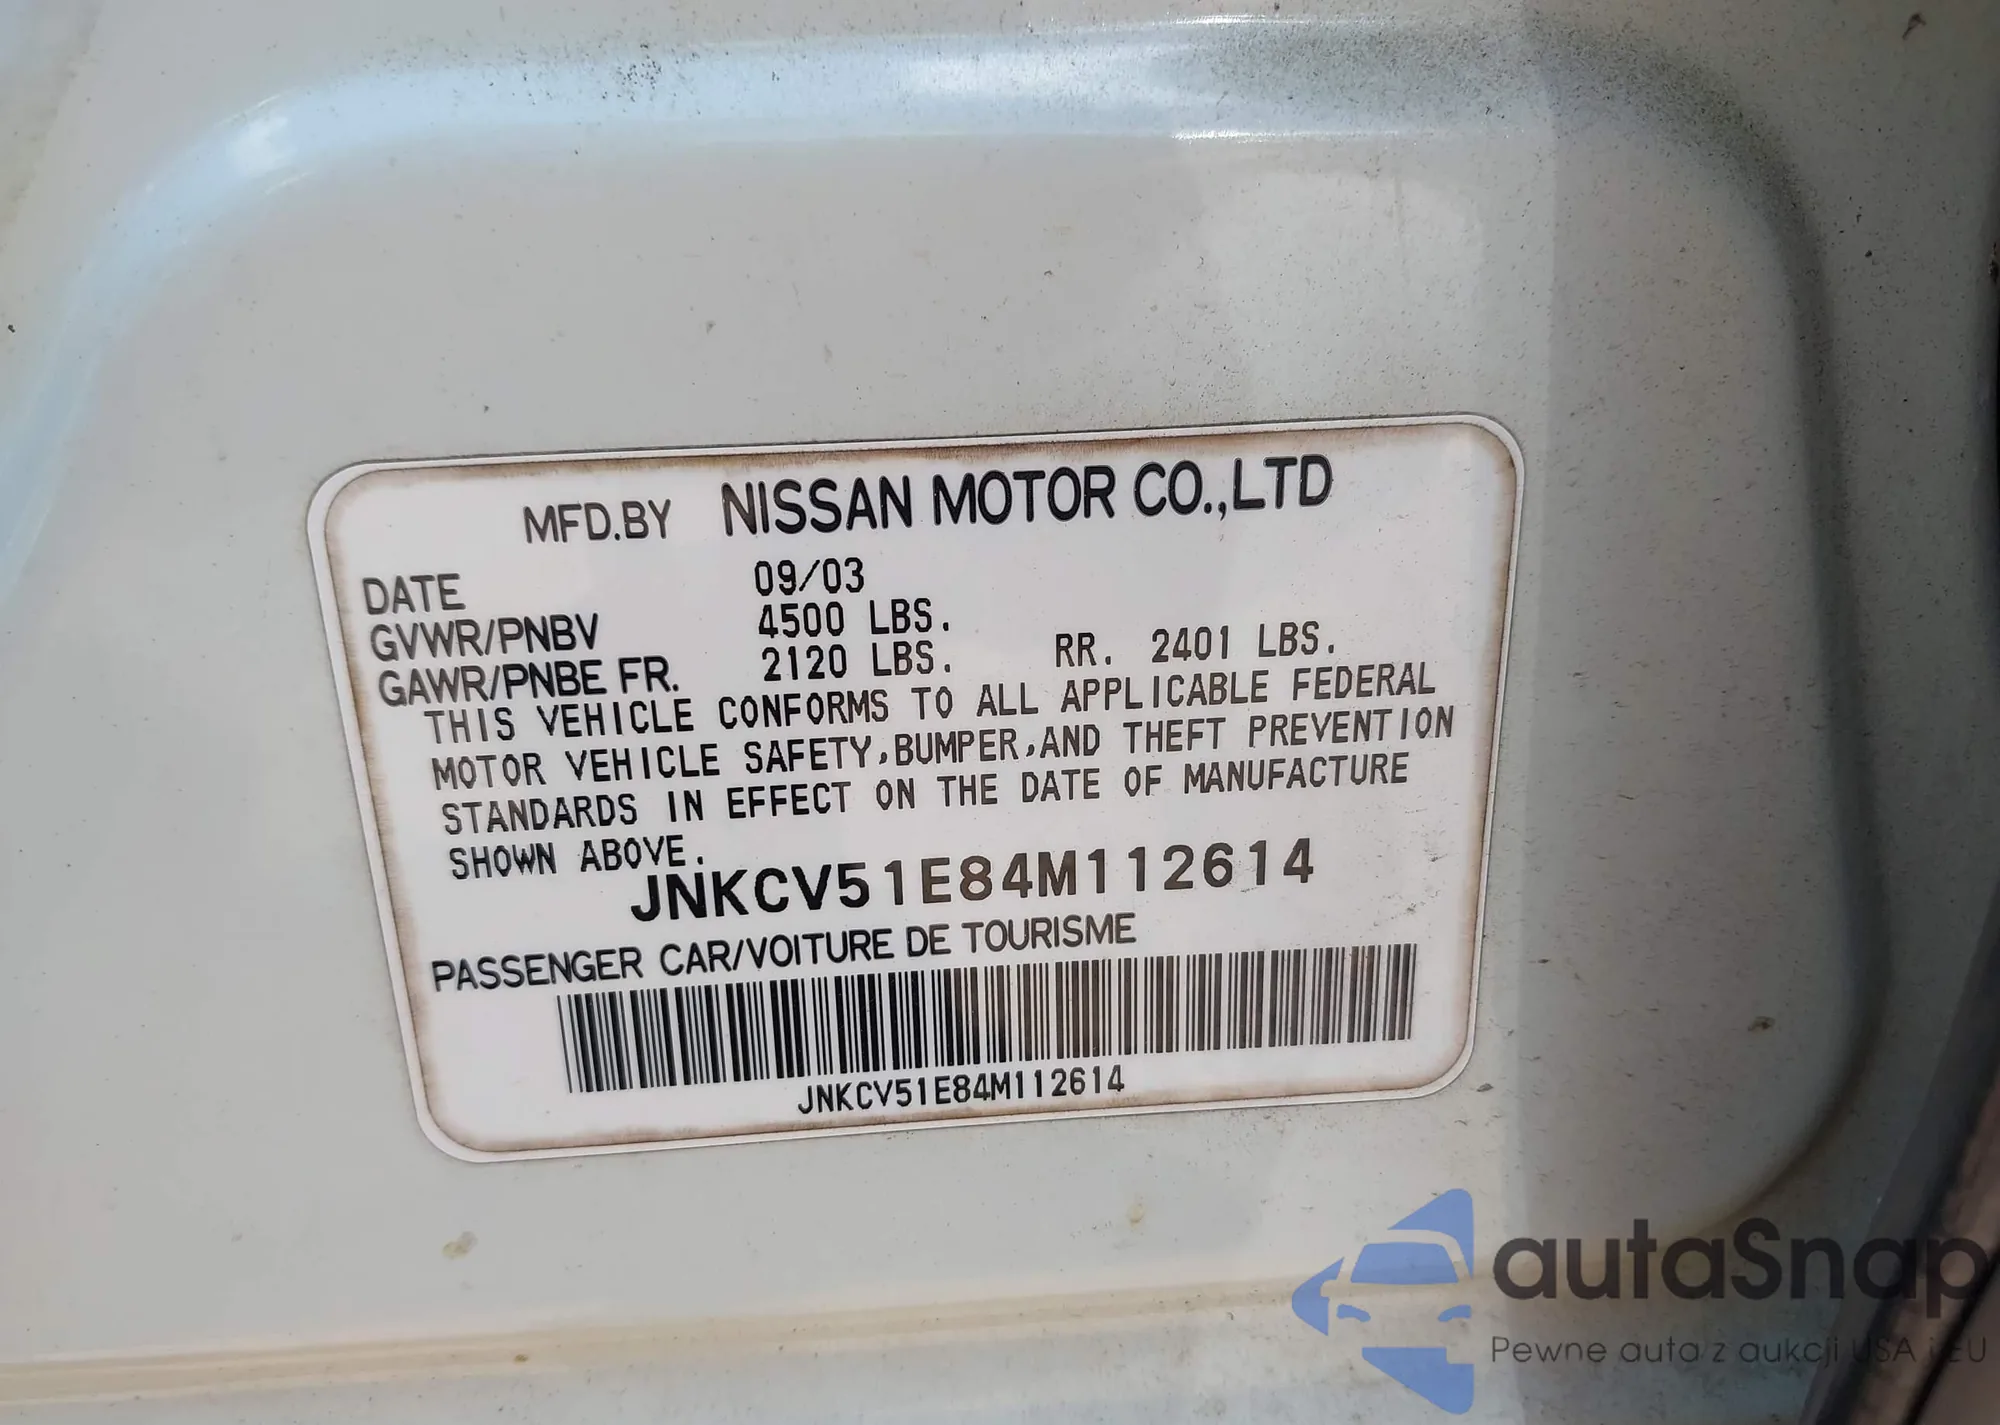 MFD.BY NISSAN MOTOR CO.,LTD
DATE 09/03
GVWR/PNBV 4500 LBS.
GAWR/PNBE FR. 2120 LBS. RR. 2401 LBS.
THIS VEHICLE CONFORMS TO ALL APPLICABLE FEDERAL
MOTOR VEHICLE SAFETY,BUMPER,AND THEFT PREVENTION
STANDARDS IN EFFECT ON THE DATE OF MANUFACTURE
SHOWN ABOVE.
JNKCV51E84M112614
PASSENGER CAR/VOITURE DE TOURISME
JNKCV51E84M112614
autaSnap
Pewne auta z aukcji USA i EU